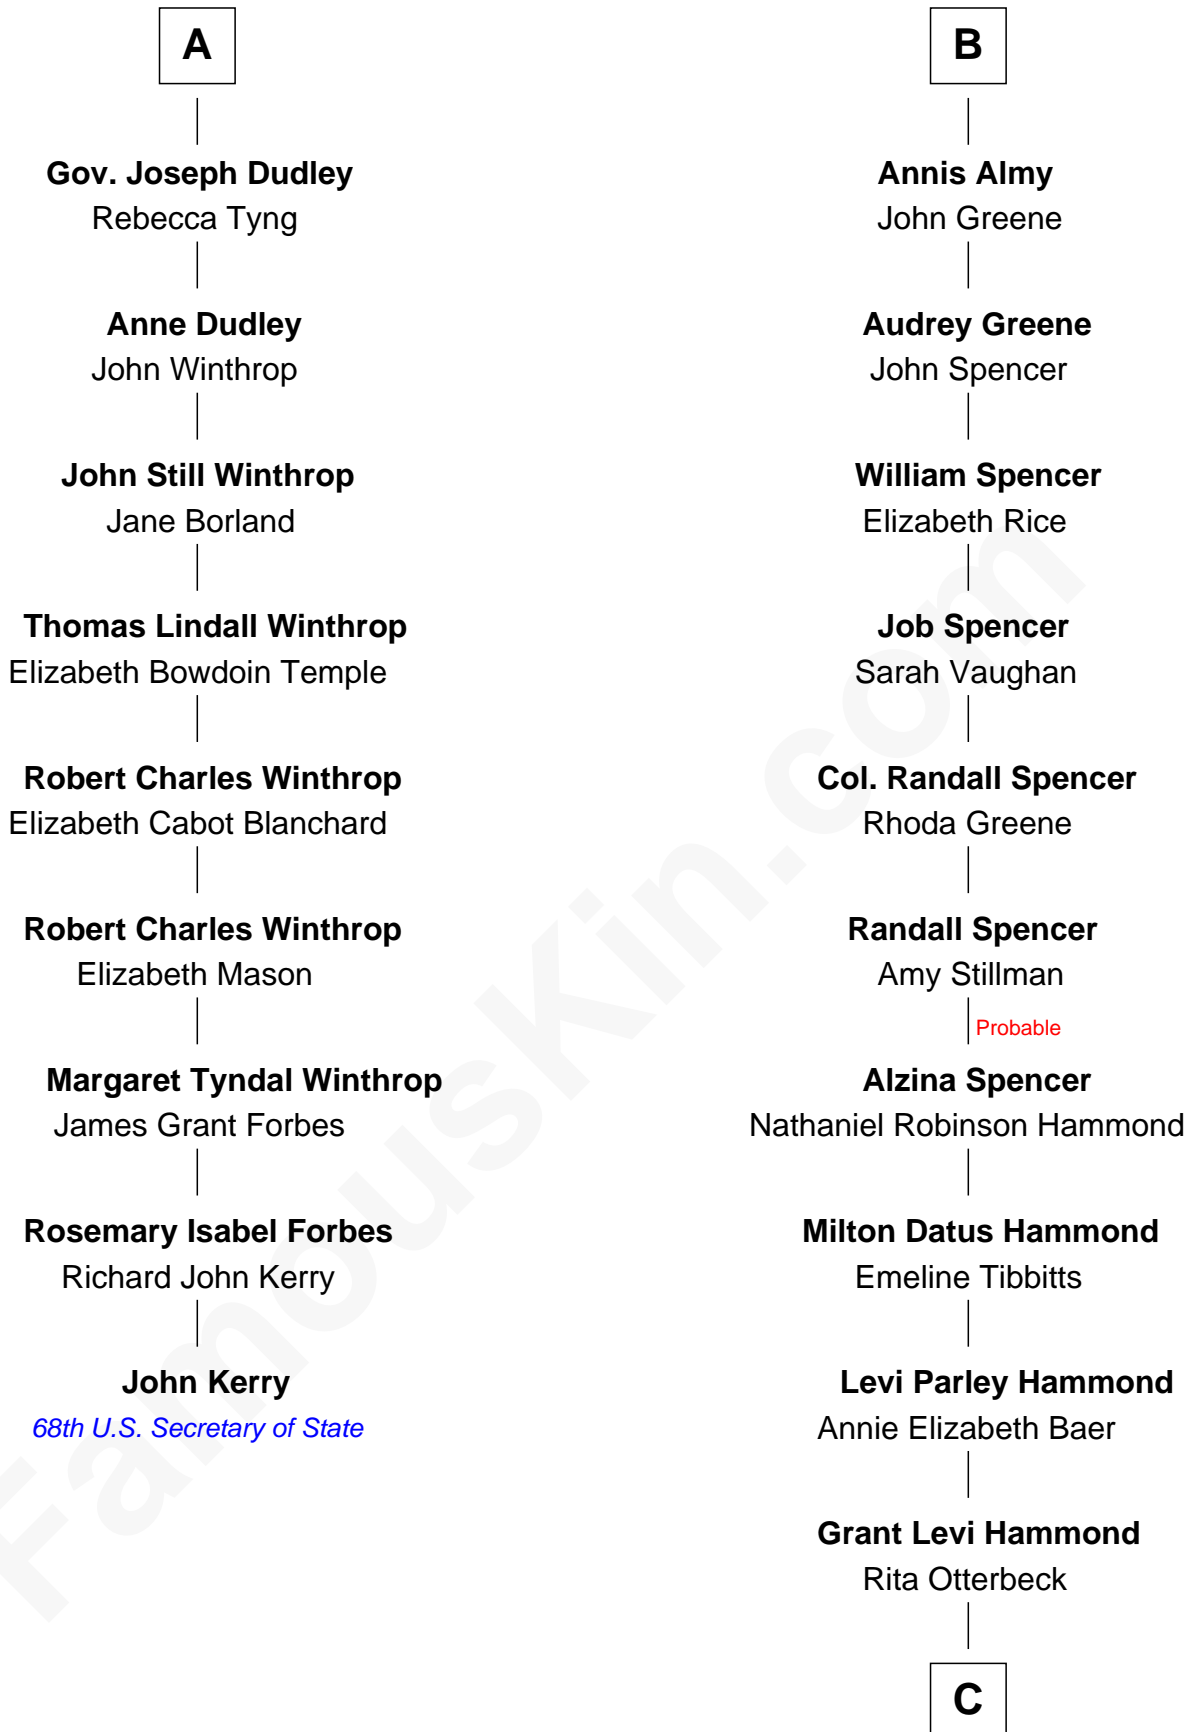 A
Gov. Joseph Dudley
Rebecca Tyng
Anne Dudley
John Winthrop
John Still Winthrop
Jane Borland
Thomas Lindall Winthrop
Elizabeth Bowdoin Temple
Robert Charles Winthrop
Elizabeth Cabot Blanchard
Robert Charles Winthrop
Elizabeth Mason
Margaret Tyndal Winthrop
James Grant Forbes
Rosemary Isabel Forbes
Richard John Kerry
John Kerry
68th U.S. Secretary of State
B
Annis Almy
John Greene
Audrey Greene
John Spencer
William Spencer
Elizabeth Rice
Job Spencer
Sarah Vaughan
Col. Randall Spencer
Rhoda Greene
Randall Spencer
Amy Stillman
Probable
Alzina Spencer
Nathaniel Robinson Hammond
Milton Datus Hammond
Emeline Tibbitts
Levi Parley Hammond
Annie Elizabeth Baer
Grant Levi Hammond
Rita Otterbeck
C
FamousKin.com